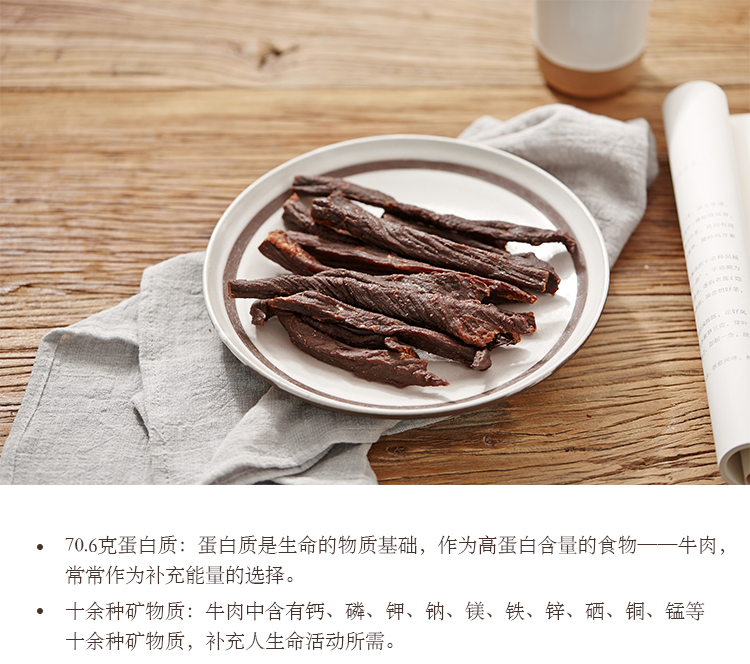 • 70.6克蛋白质：蛋白质是生命的物质基础，作为高蛋白含量的食物——牛肉，
常常作为补充能量的选择。
• 十余种矿物质：牛肉中含有钙、磷、钾、钠、镁、铁、锌、硒、铜、锰等
十余种矿物质，补充人生命活动所需。